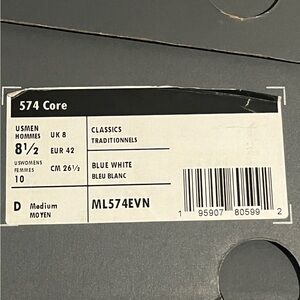 574 Core
USMEN
HOMMES
8½
UK 8
EUR 42
USWOMENS
FEMMES
10
CM 26½
CLASSICS
TRADITIONNELS
BLUE WHITE
BLEU BLANC
D Medium
MOYEN
ML574EVN
1 95907 80599 2